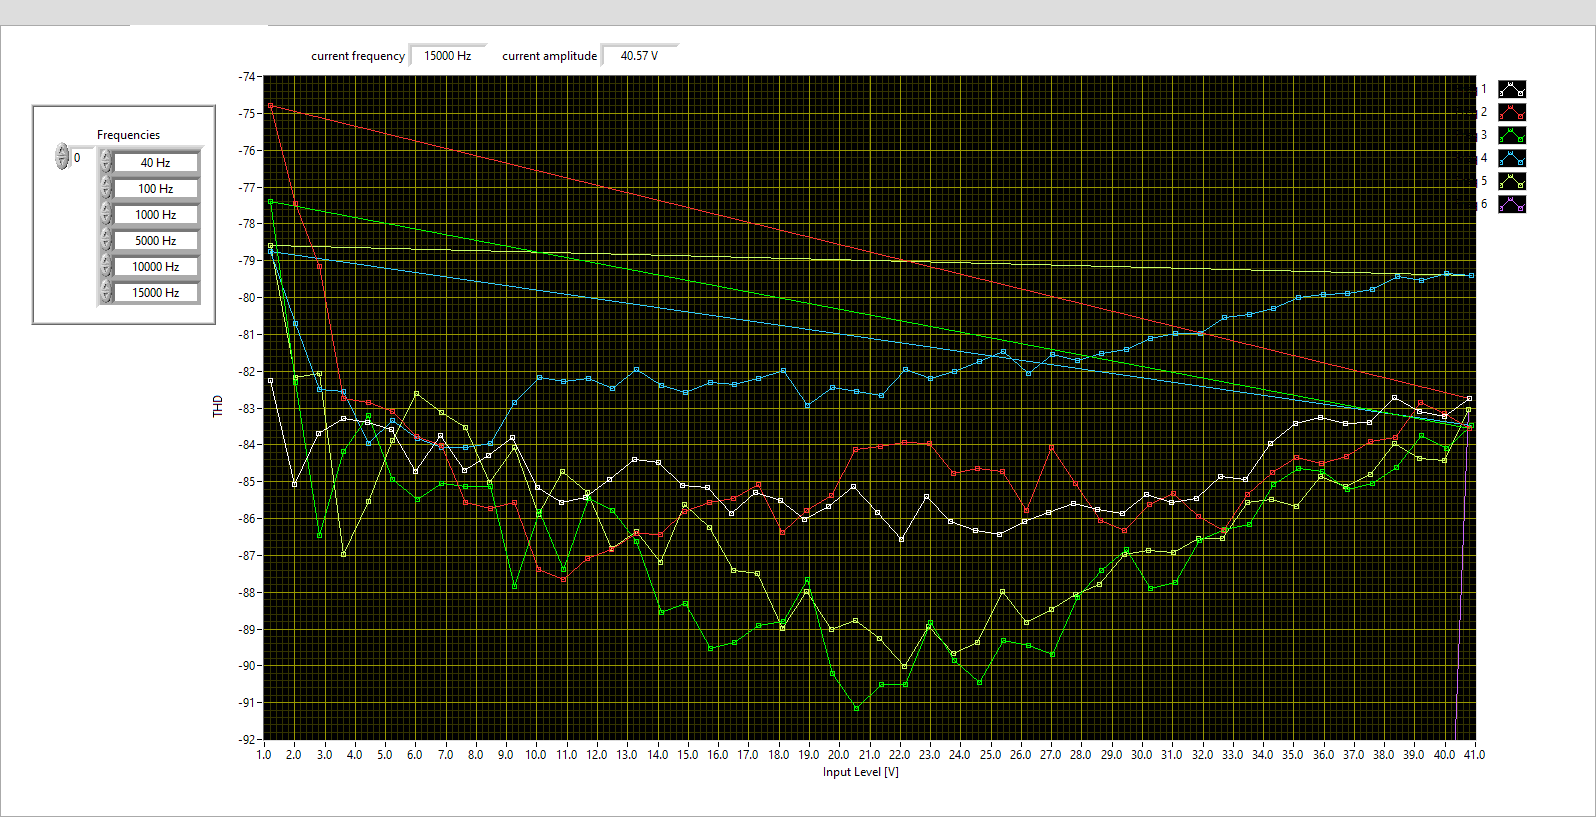 current frequency 15000 Hz current amplitude 40.57 V
Frequencies
0
40 Hz
100 Hz
1000 Hz
5000 Hz
10000 Hz
15000 Hz
THD
-74
-75
-76
-77
-78
-79
-80
-81
-82
-83
-84
-85
-86
-87
-88
-89
-90
-91
-92
1.0 2.0 3.0 4.0 5.0 6.0 7.0 8.0 9.0 10.0 11.0 12.0 13.0 14.0 15.0 16.0 17.0 18.0 19.0 20.0 21.0 22.0 23.0 24.0 25.0 26.0 27.0 28.0 29.0 30.0 31.0 32.0 33.0 34.0 35.0 36.0 37.0 38.0 39.0 40.0 41.0
Input Level [V]
1
2
3
4
5
6